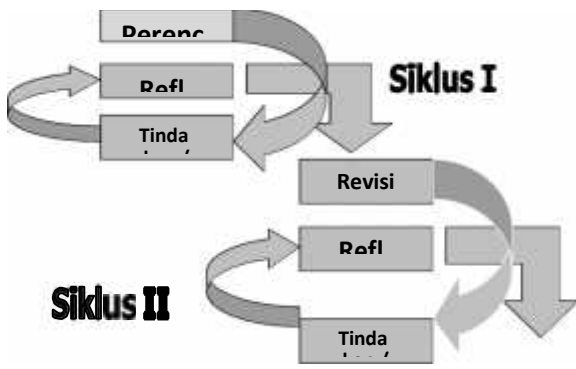 Perenc
Refl
Siklus I
Tinda
Revisi
Refl
Siklus II
Tinda